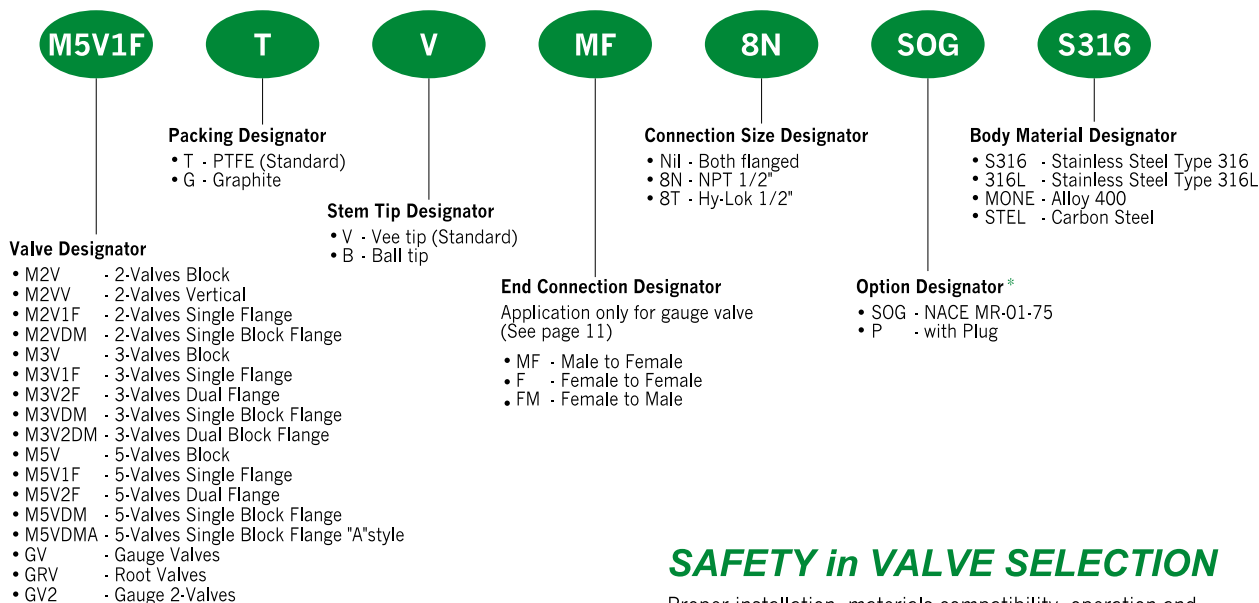 M5V1F T V MF 8N SOG S316
Packing Designator
• T - PTFE (Standard)
• G - Graphite
Connection Size Designator
• Nil - Both flanged
• 8N - NPT 1/2"
• 8T - Hy-Lok 1/2"
Body Material Designator
• S316 - Stainless Steel Type 316
• 316L - Stainless Steel Type 316L
• MONE - Alloy 400
• STEL - Carbon Steel
Stem Tip Designator
• V - Vee tip (Standard)
• B - Ball tip
Valve Designator
• M2V - 2-Valves Block
• M2VV - 2-Valves Vertical
• M2V1F - 2-Valves Single Flange
• M2VDM - 2-Valves Single Block Flange
• M3V - 3-Valves Block
• M3V1F - 3-Valves Single Flange
• M3V2F - 3-Valves Dual Flange
• M3VDM - 3-Valves Single Block Flange
• M3V2DM - 3-Valves Dual Block Flange
• M5V - 5-Valves Block
• M5V1F - 5-Valves Single Flange
• M5V2F - 5-Valves Dual Flange
• M5VDM - 5-Valves Single Block Flange
• M5VDMA - 5-Valves Single Block Flange "A"style
• GV - Gauge Valves
• GRV - Root Valves
• GV2 - Gauge 2-Valves
End Connection Designator
Application only for gauge valve
(See page 11)
• MF - Male to Female
• F - Female to Female
• FM - Female to Male
Option Designator *
• SOG - NACE MR-01-75
• P - with Plug
SAFETY in VALVE SELECTION
Proper installation, materials compatibility, operation and